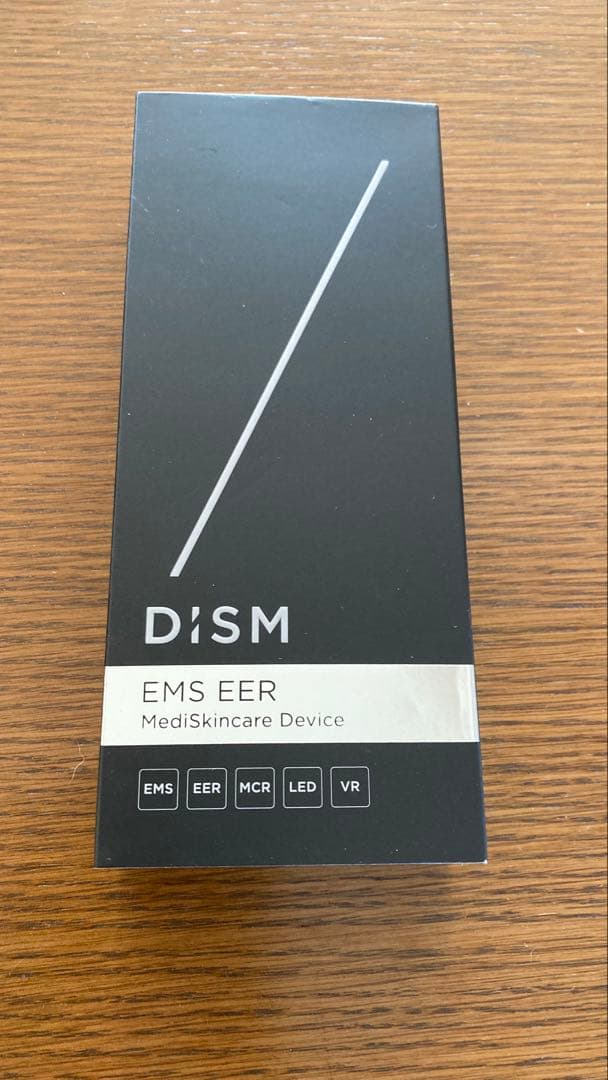 DISM
EMS EER
MediSkincare Device
EMS EER MCR LED VR